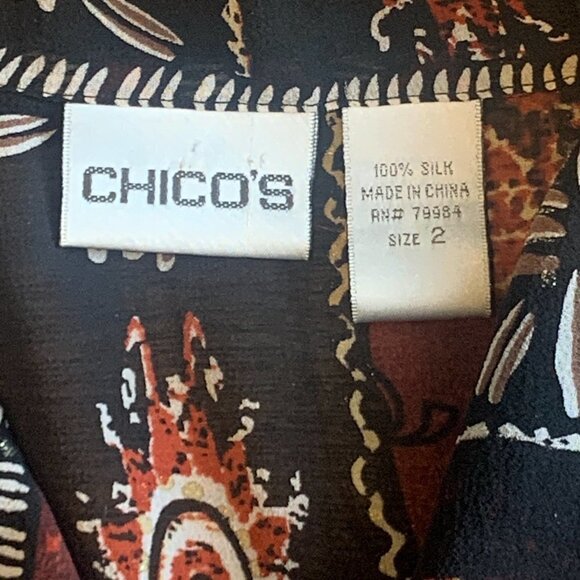 CHICO'S
100% SILK
MADE IN CHINA
RN# 79984
SIZE 2